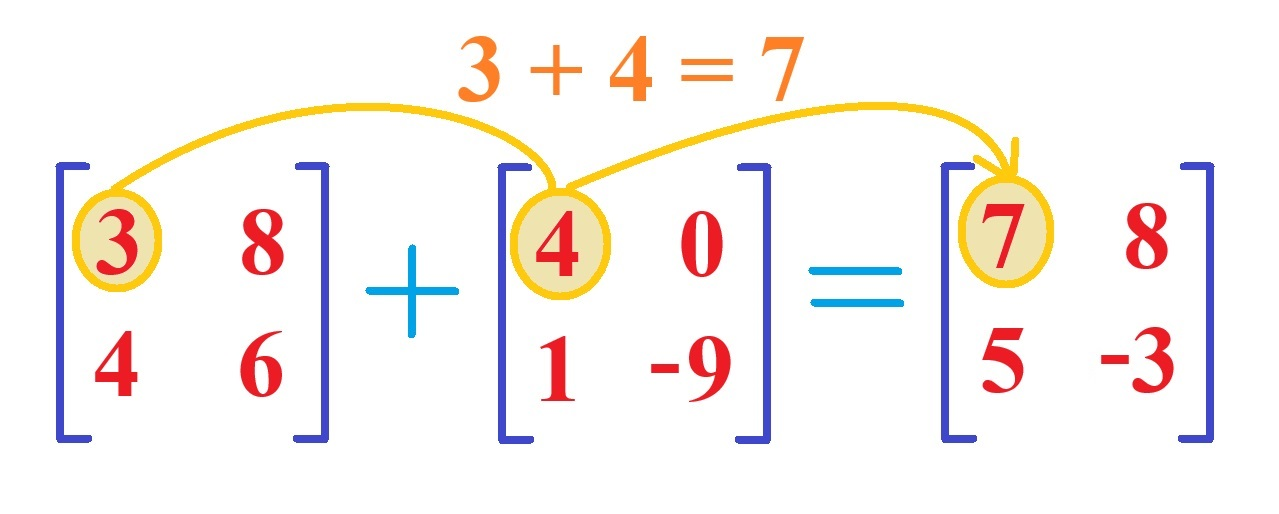 3 + 4 = 7
[3 8] [4 0] [7 8]
+ =
[4 6] [1 -9] [5 -3]